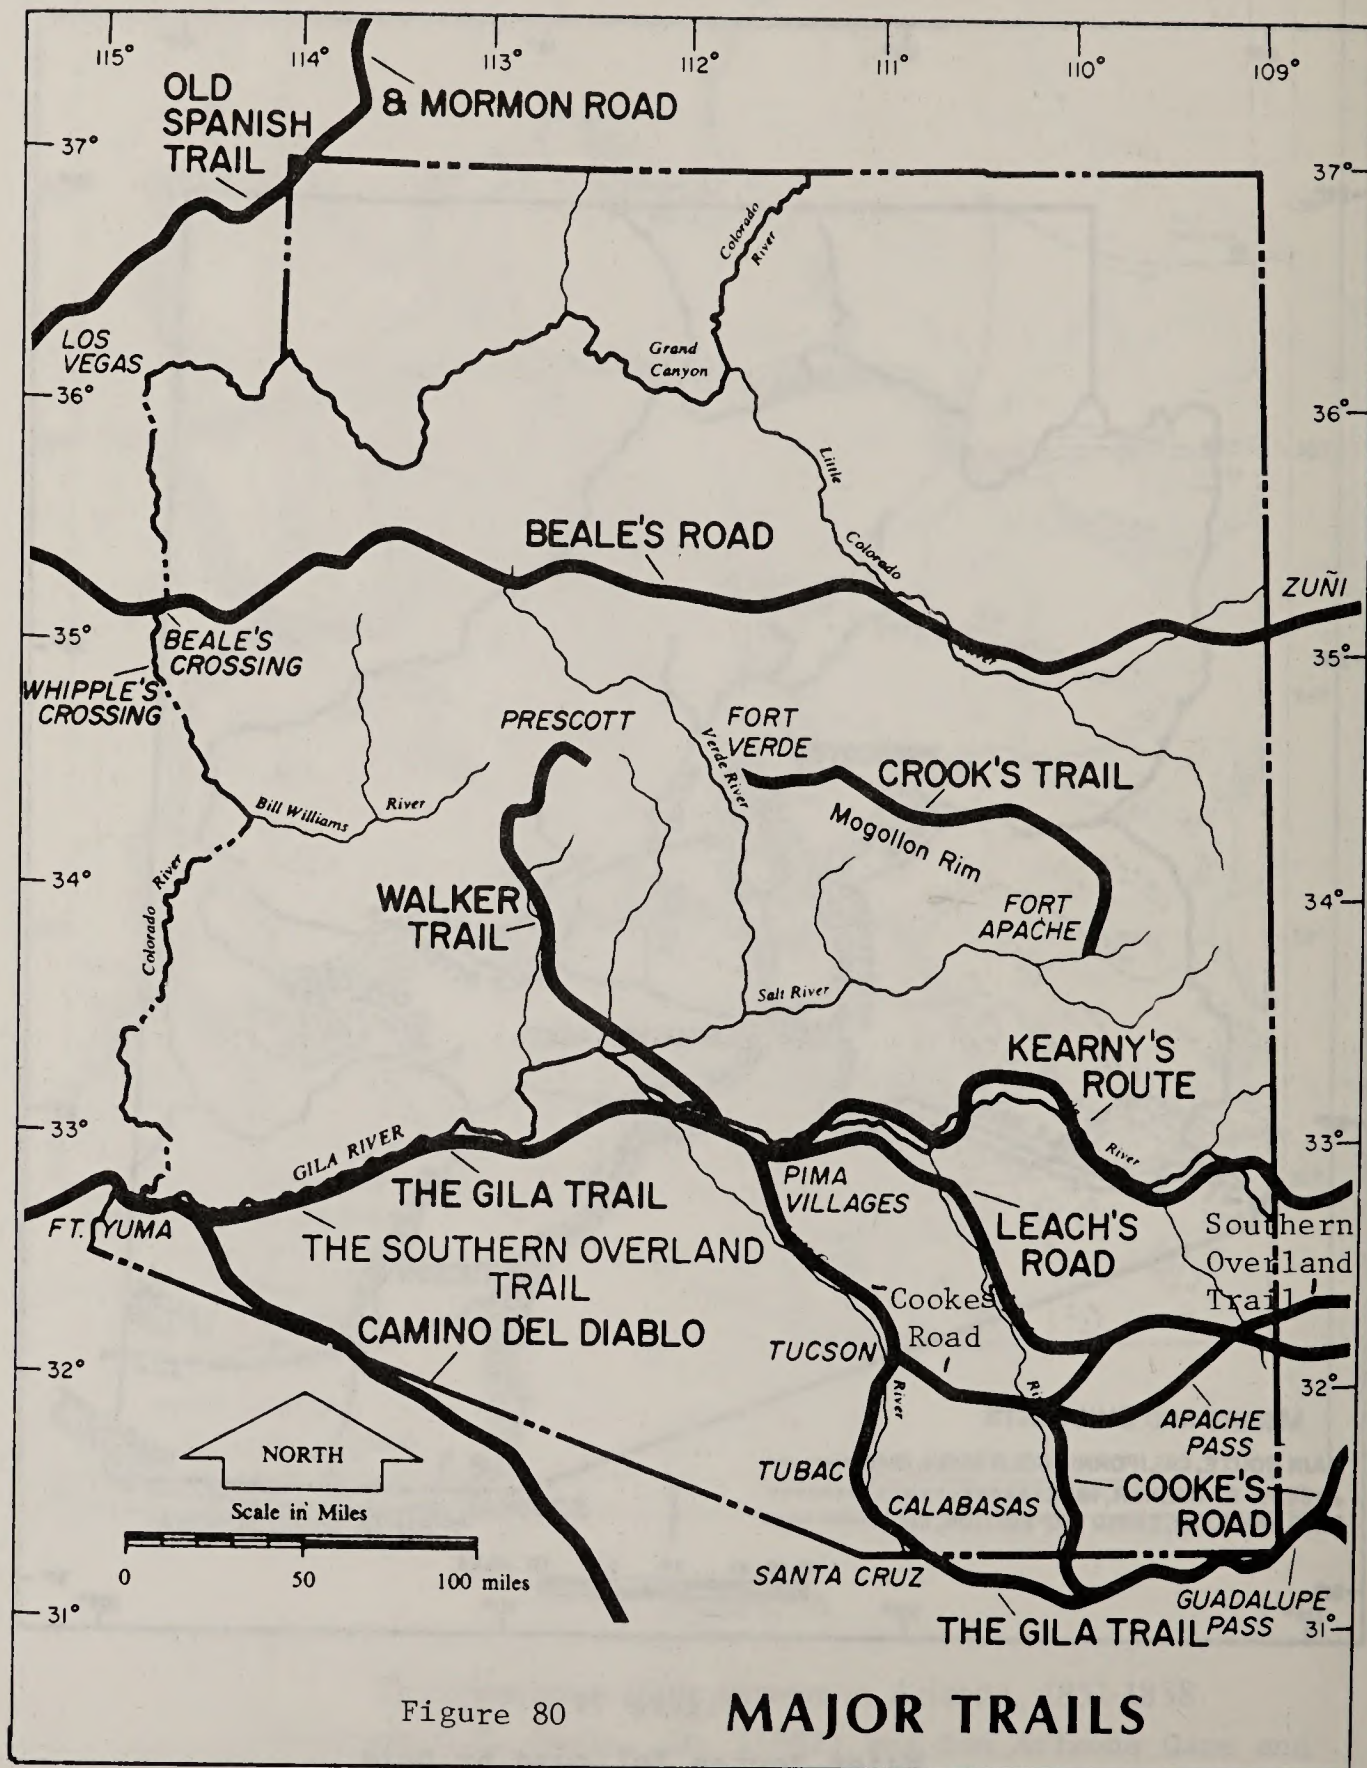 115°
114°
113°
112°
111°
110°
109°
OLD
SPANISH
TRAIL
& MORMON ROAD
37°
37°
Colorado
River
LOS
VEGAS
Grand
Canyon
36°
36°
Little
Colorado
River
BEALE'S ROAD
ZUÑI
35°
35°
BEALE'S
CROSSING
WHIPPLE'S
CROSSING
PRESCOTT
FORT
VERDE
Verde River
CROOK'S TRAIL
Bill Williams
River
Mogollon Rim
Colorado
River
34°
34°
WALKER
TRAIL
FORT
APACHE
Salt River
KEARNY'S
ROUTE
33°
33°
GILA RIVER
River
THE GILA TRAIL
PIMA
VILLAGES
FT. YUMA
LEACH'S
ROAD
Southern
Overland
Trail
THE SOUTHERN OVERLAND
TRAIL
Cookes
Road
CAMINO DEL DIABLO
TUCSON
32°
32°
River
APACHE
PASS
NORTH
TUBAC
CALABASAS
COOKE'S
ROAD
Scale in Miles
0
50
100 miles
SANTA CRUZ
GUADALUPE
PASS
31°
31°
THE GILA TRAIL
Figure 80
MAJOR TRAILS